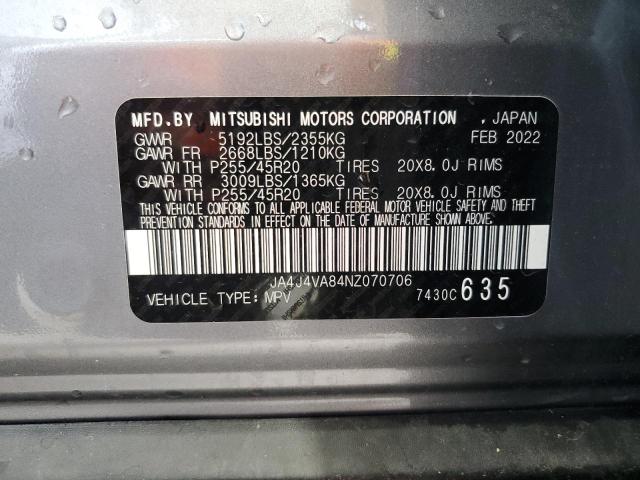 MFD.BY MITSUBISHI MOTORS CORPORATION , JAPAN
GVWR 5192LBS/2355KG FEB 2022
GAWR FR 2668LBS/1210KG
WITH P255/45R20 TIRES 20X8.0J RIMS
GAWR RR 3009LBS/1365KG
WITH P255/45R20 TIRES 20X8.0J RIMS
THIS VEHICLE CONFORMS TO ALL APPLICABLE FEDERAL MOTOR VEHICLE SAFETY AND THEFT
PREVENTION STANDARDS IN EFFECT ON THE DATE OF MANUFACTURE SHOWN ABOVE.
JA4J4VA84NZ070706
VEHICLE TYPE: MPV 7430C 635